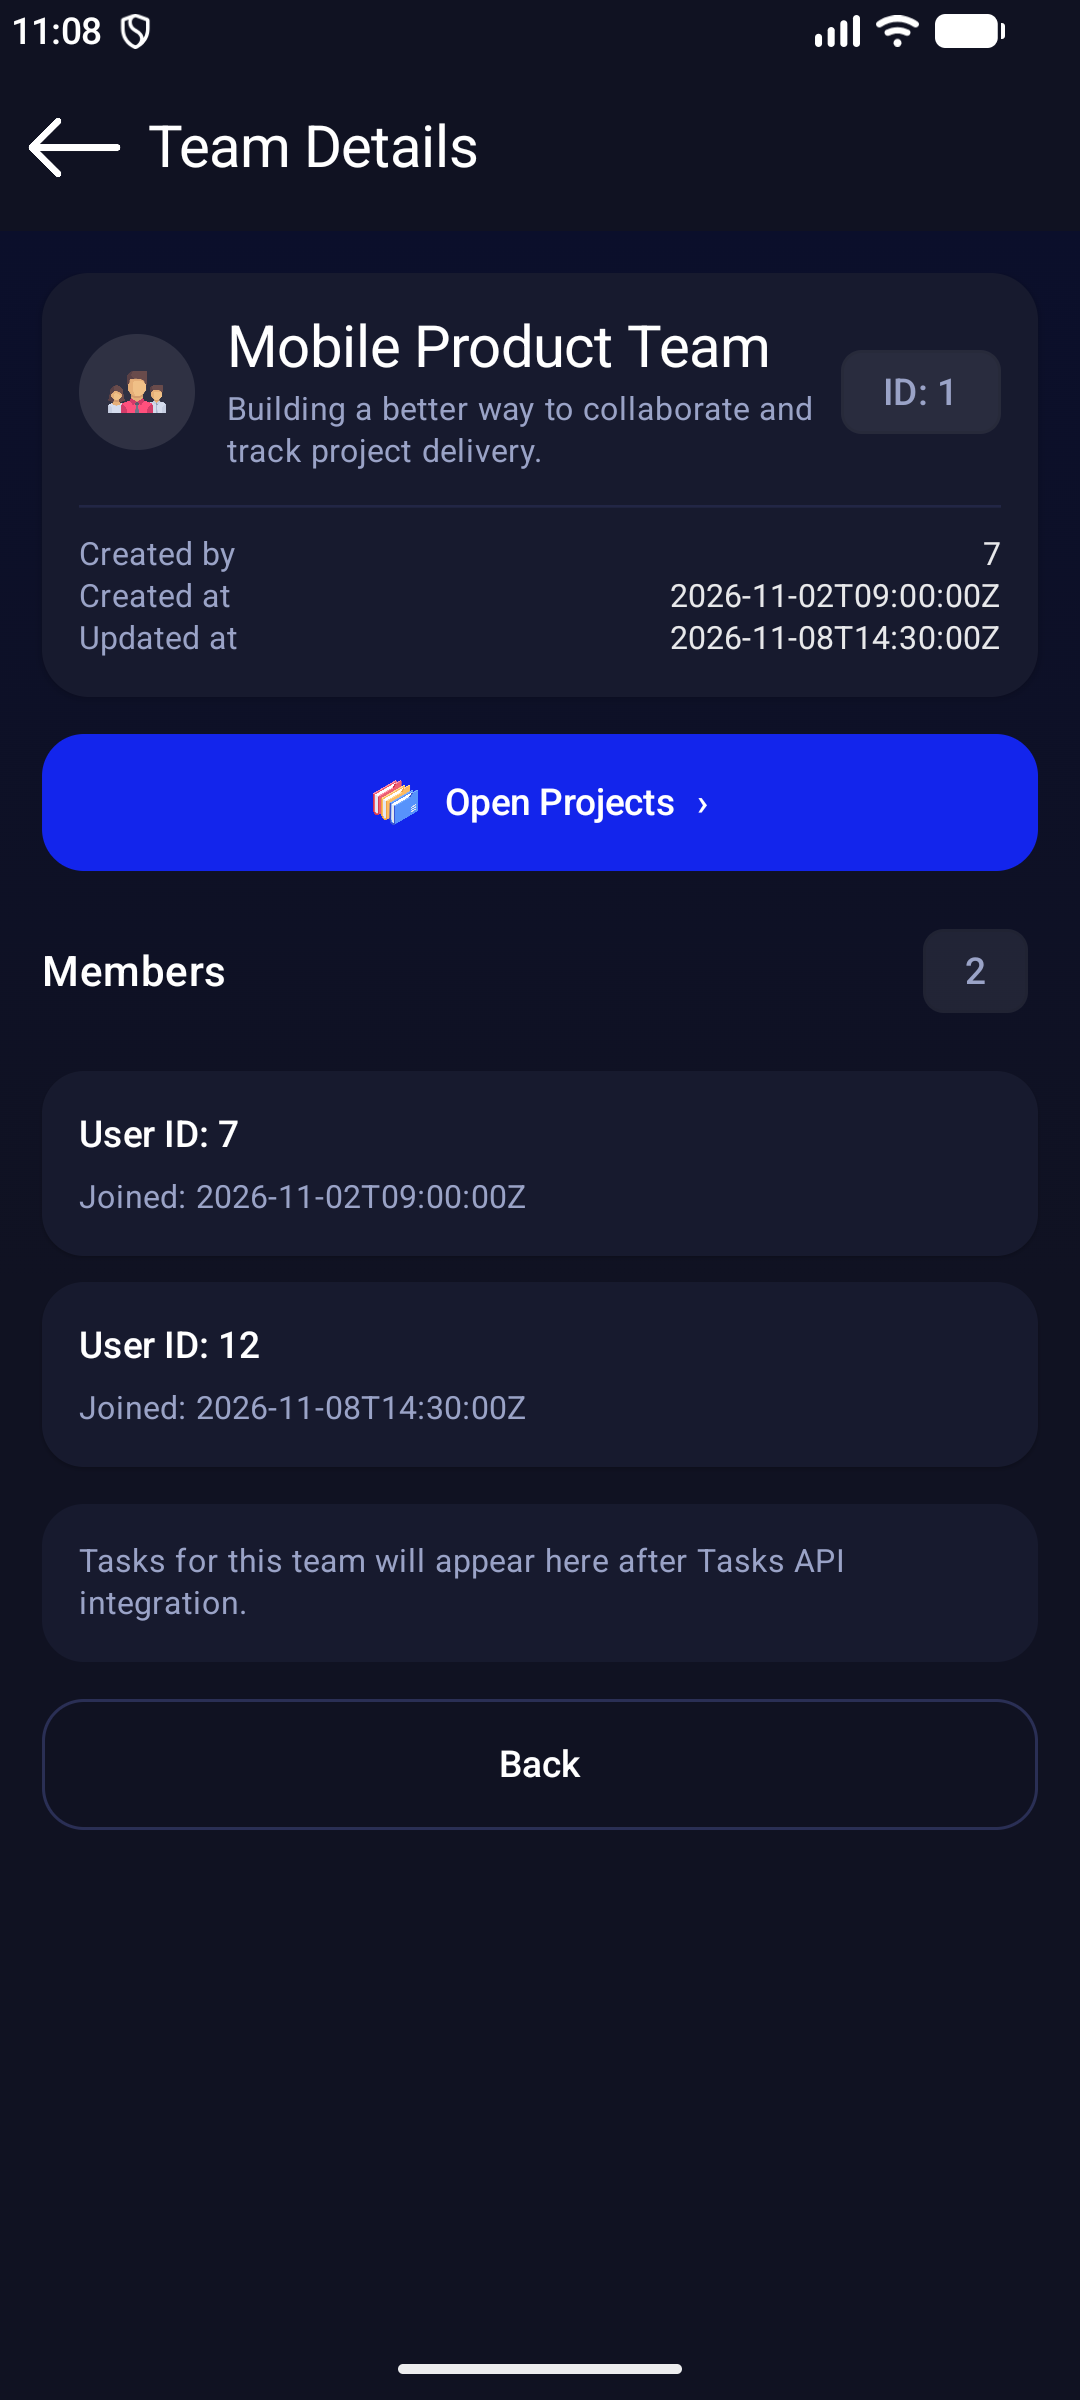 11:08
Team Details
Mobile Product Team
Building a better way to collaborate and
track project delivery.
ID: 1
Created by 7
Created at 2026-11-02T09:00:00Z
Updated at 2026-11-08T14:30:00Z
Open Projects ›
Members 2
User ID: 7
Joined: 2026-11-02T09:00:00Z
User ID: 12
Joined: 2026-11-08T14:30:00Z
Tasks for this team will appear here after Tasks API
integration.
Back